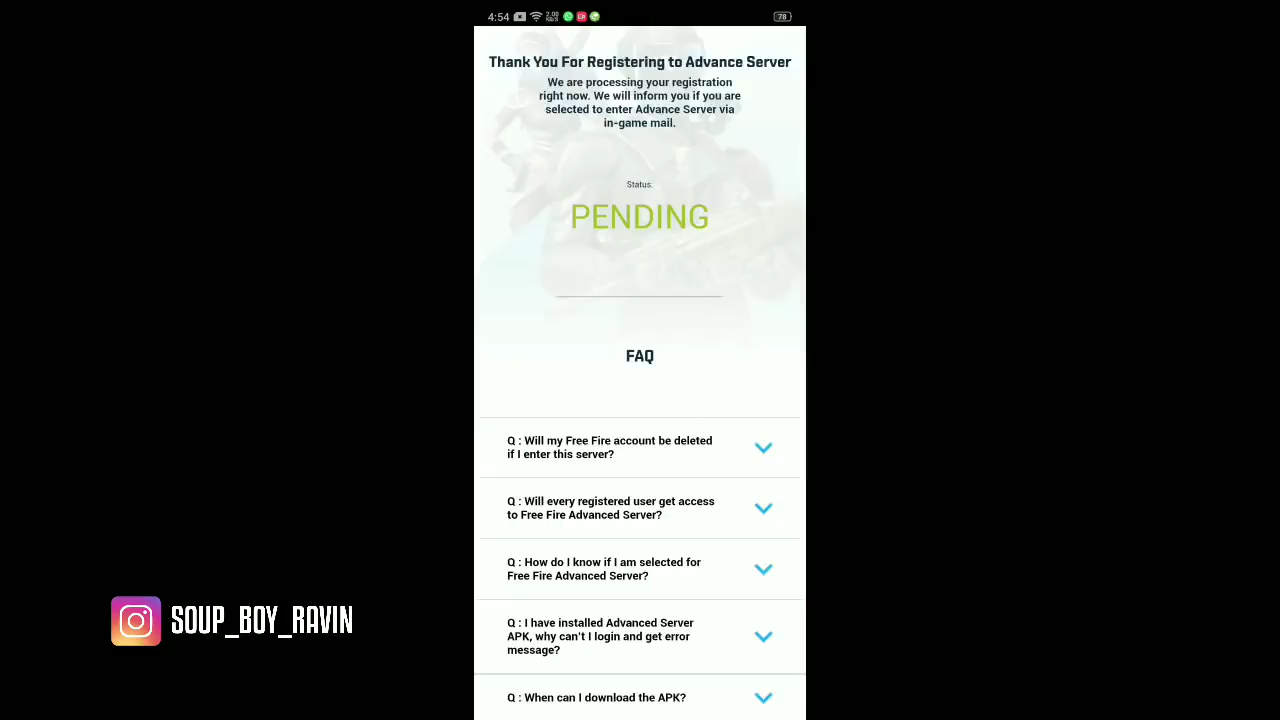 4:54
2.00
KB/S
78
Thank You For Registering to Advance Server
We are processing your registration
right now. We will inform you if you are
selected to enter Advance Server via
in-game mail.
Status:
PENDING
FAQ
Q : Will my Free Fire account be deleted
if I enter this server?
Q : Will every registered user get access
to Free Fire Advanced Server?
Q : How do I know if I am selected for
Free Fire Advanced Server?
Q : I have installed Advanced Server
APK, why can't I login and get error
message?
Q : When can I download the APK?
SOUP_BOY_RAVIN